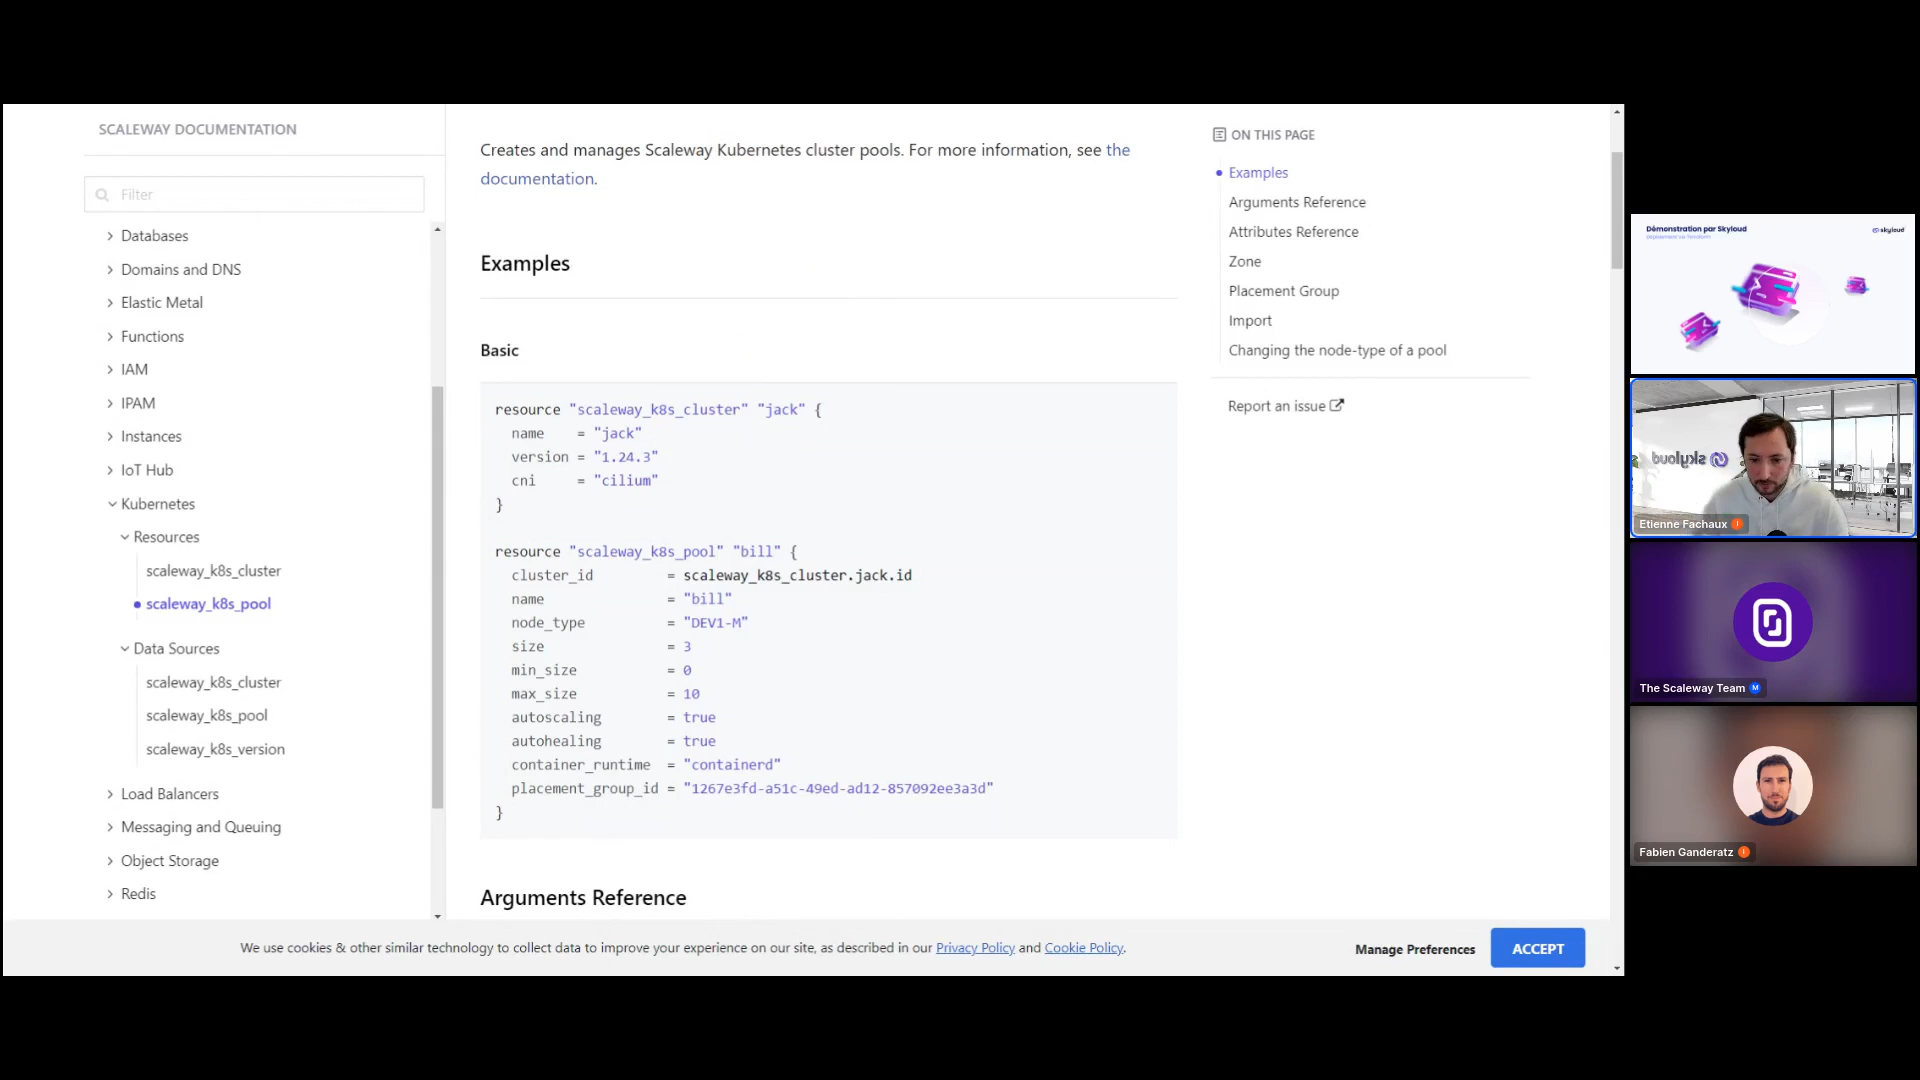 SCALEWAY DOCUMENTATION
Filter
Databases
Domains and DNS
Elastic Metal
Functions
IAM
IPAM
Instances
IoT Hub
Kubernetes
Resources
scaleway_k8s_cluster
scaleway_k8s_pool
Data Sources
scaleway_k8s_cluster
scaleway_k8s_pool
scaleway_k8s_version
Load Balancers
Messaging and Queuing
Object Storage
Redis
Creates and manages Scaleway Kubernetes cluster pools. For more information, see the
documentation.
Examples
Basic
resource "scaleway_k8s_cluster" "jack" {
name = "jack"
version = "1.24.3"
cni = "cilium"
}
resource "scaleway_k8s_pool" "bill" {
cluster_id = scaleway_k8s_cluster.jack.id
name = "bill"
node_type = "DEV1-M"
size = 3
min_size = 0
max_size = 10
autoscaling = true
autohealing = true
container_runtime = "containerd"
placement_group_id = "1267e3fd-a51c-49ed-ad12-857092ee3a3d"
}
Arguments Reference
ON THIS PAGE
Examples
Arguments Reference
Attributes Reference
Zone
Placement Group
Import
Changing the node-type of a pool
Report an issue
We use cookies & other similar technology to collect data to improve your experience on our site, as described in our Privacy Policy and Cookie Policy.
Manage Preferences
ACCEPT
Démonstration par Skyloud
skyloud
skyloud
Etienne Fachaux
The Scaleway Team
M
Fabien Ganderatz